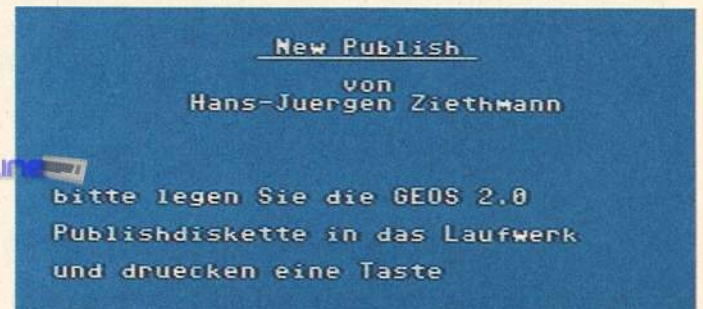 New Publish
von
Hans-Juergen Ziethmann
bitte legen Sie die GEOS 2.0
Publishdiskette in das Laufwerk
und druecken eine Taste